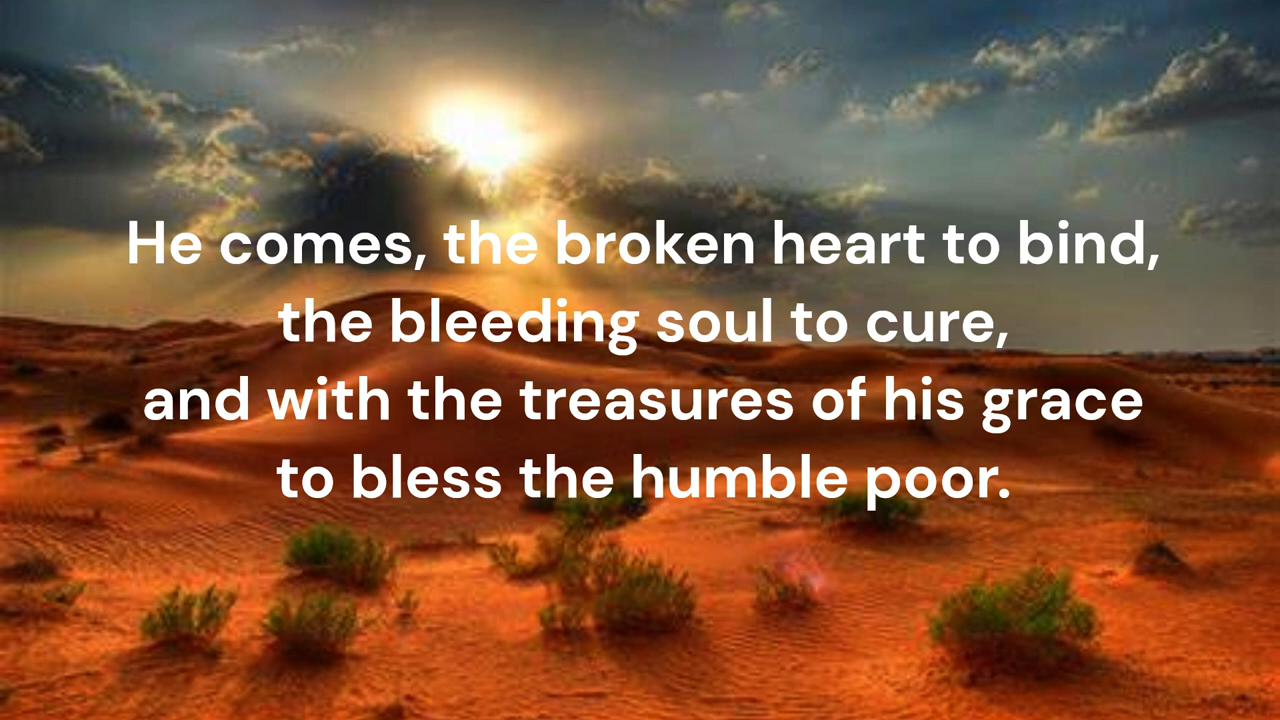 He comes, the broken heart to bind,
the bleeding soul to cure,
and with the treasures of his grace
to bless the humble poor.